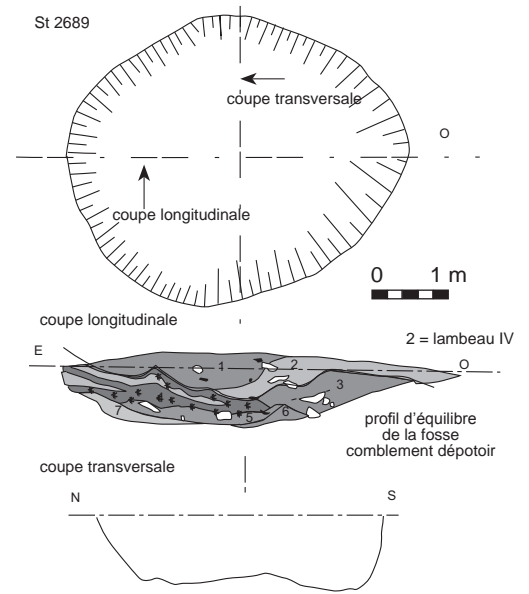 St 2689
coupe transversale
O
coupe longitudinale
0 1 m
coupe longitudinale
2 = lambeau IV
E
O
1
2
3
4
5
6
7
profil d'équilibre
de la fosse
comblement dépotoir
coupe transversale
N
S